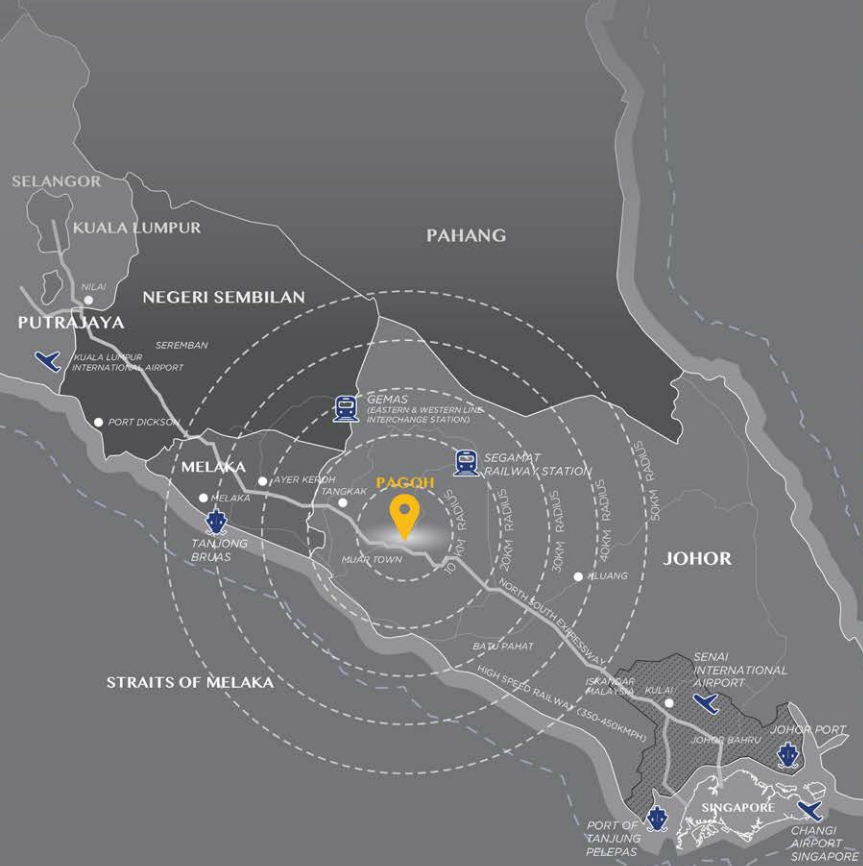 SELANGOR
KUALA LUMPUR
PAHANG
NILAI
NEGERI SEMBILAN
PUTRAJAYA
SEREMBAN
KUALA LUMPUR
INTERNATIONAL AIRPORT
GEMAS
(EASTERN & WESTERN LINE
INTERCHANGE STATION)
PORT DICKSON
SEGAMAT
RAILWAY STATION
MELAKA
AYER KEROH
PAGOH
TANGKAK
MELAKA
TANJONG
BRUAS
MUAR TOWN
10 KM RADIUS
20KM RADIUS
30KM RADIUS
40KM RADIUS
50KM RADIUS
JOHOR
KLUANG
NORTH SOUTH EXPRESSWAY
BATU PAHAT
HIGH SPEED RAILWAY (350-450KMPH)
STRAITS OF MELAKA
ISKANDAR
MALAYSIA
KULAI
SENAI
INTERNATIONAL
AIRPORT
JOHOR BAHRU
JOHOR PORT
SINGAPORE
PORT OF
TANJUNG
PELEPAS
CHANGI
AIRPORT
SINGAPORE